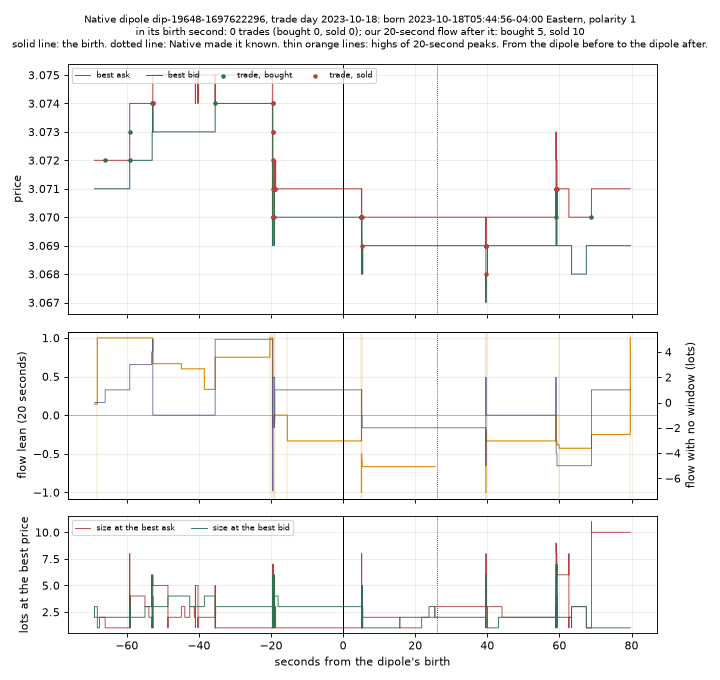 Native dipole dip-19648-1697622296, trade day 2023-10-18: born 2023-10-18T05:44:56-04:00 Eastern, polarity 1
in its birth second: 0 trades (bought 0, sold 0); our 20-second flow after it: bought 5, sold 10
solid line: the birth. dotted line: Native made it known. thin orange lines: highs of 20-second peaks. From the dipole before to the dipole after.
best ask
best bid
trade, bought
trade, sold
3.075
3.074
3.073
3.072
3.071
3.070
3.069
3.068
3.067
price
1.0
0.5
0.0
−0.5
−1.0
flow lean (20 seconds)
4
2
0
−2
−4
−6
flow with no window (lots)
size at the best ask
size at the best bid
10.0
7.5
5.0
2.5
lots at the best price
−60
−40
−20
0
20
40
60
80
seconds from the dipole's birth